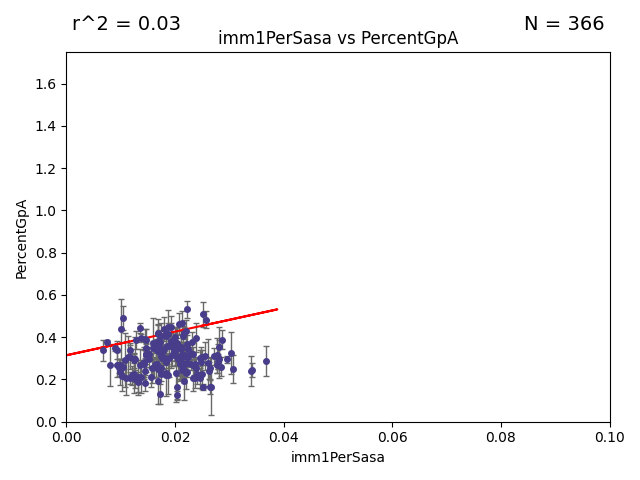 r^2 = 0.03
N = 366
imm1PerSasa vs PercentGpA
PercentGpA
1.6
1.4
1.2
1.0
0.8
0.6
0.4
0.2
0.0
0.00 0.02 0.04 0.06 0.08 0.10
imm1PerSasa